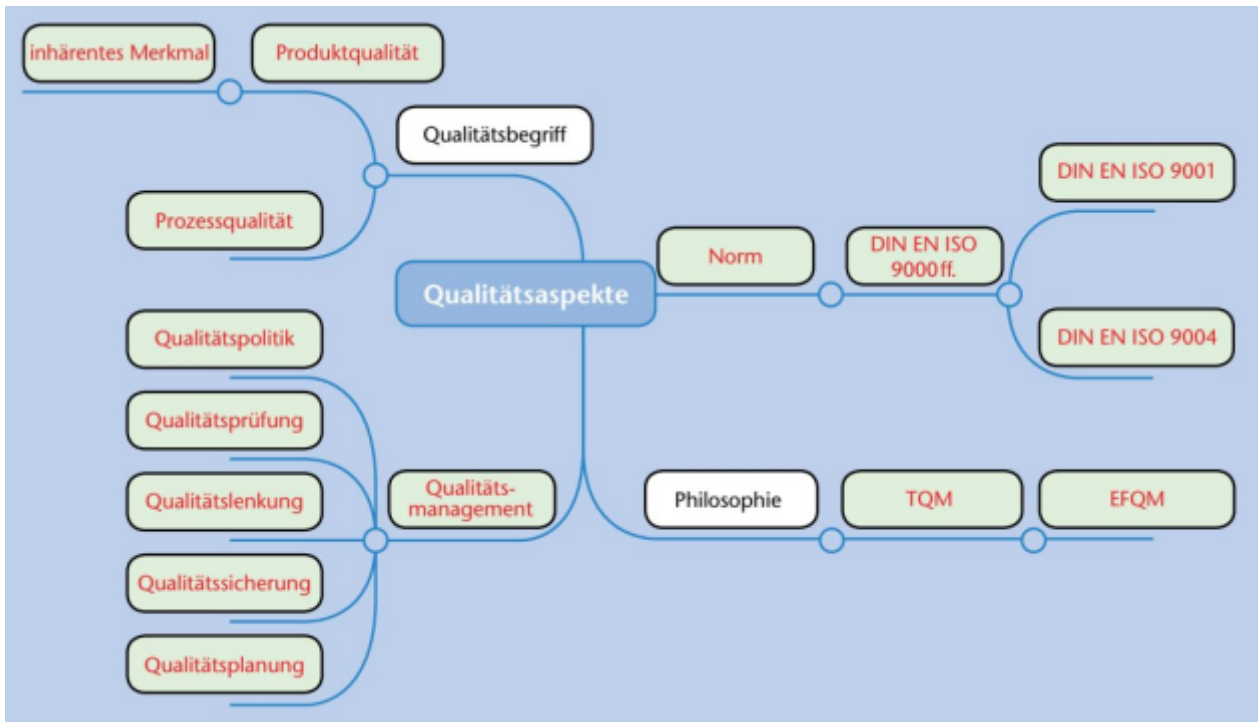 inhärentes Merkmal
Produktqualität
Qualitätsbegriff
Prozessqualität
DIN EN ISO 9001
Norm
DIN EN ISO
9000 ff.
Qualitätsaspekte
DIN EN ISO 9004
Qualitätspolitik
Qualitätsprüfung
Qualitätslenkung
Qualitätssicherung
Qualitätsplanung
Qualitäts-
management
Philosophie
TQM
EFQM